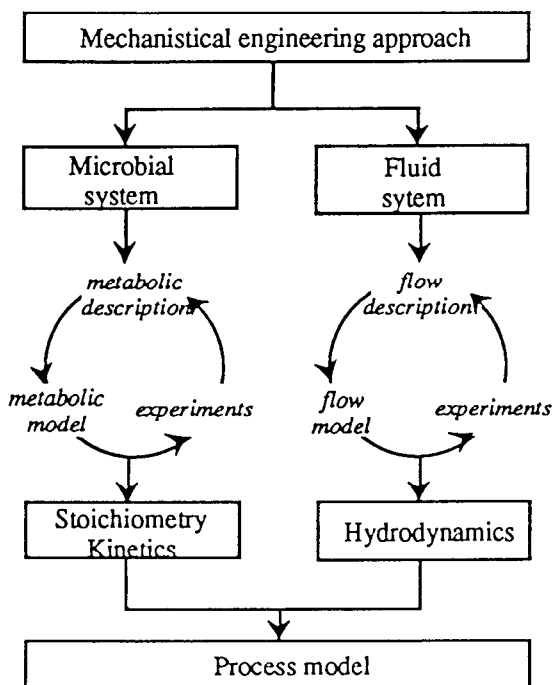 Mechanistical engineering approach
Microbial
system
Fluid
sytem
metabolic
description
flow
description
metabolic
model
experiments
flow
model
experiments
Stoichiometry
Kinetics
Hydrodynamics
Process model